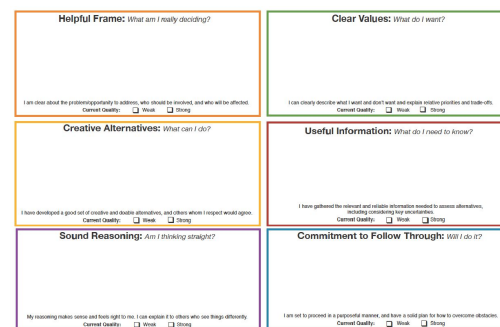 Helpful Frame: What am I really deciding?
I am clear about the problem/opportunity to address, who should be involved, and who will be affected.
Current Quality: ☐ Weak ☐ Strong
Clear Values: What do I want?
I can clearly describe what I want and don't want and explain relative priorities and trade-offs.
Current Quality: ☐ Weak ☐ Strong
Creative Alternatives: What can I do?
I have developed a good set of creative and doable alternatives, and others whom I respect would agree.
Current Quality: ☐ Weak ☐ Strong
Useful Information: What do I need to know?
I have gathered the relevant and reliable information needed to assess alternatives,
including considering key uncertainties.
Current Quality: ☐ Weak ☐ Strong
Sound Reasoning: Am I thinking straight?
My reasoning makes sense and feels right to me. I can explain it to others who see things differently.
Current Quality: ☐ Weak ☐ Strong
Commitment to Follow Through: Will I do it?
I am set to proceed in a purposeful manner, and have a solid plan for how to overcome obstacles.
Current Quality: ☐ Weak ☐ Strong